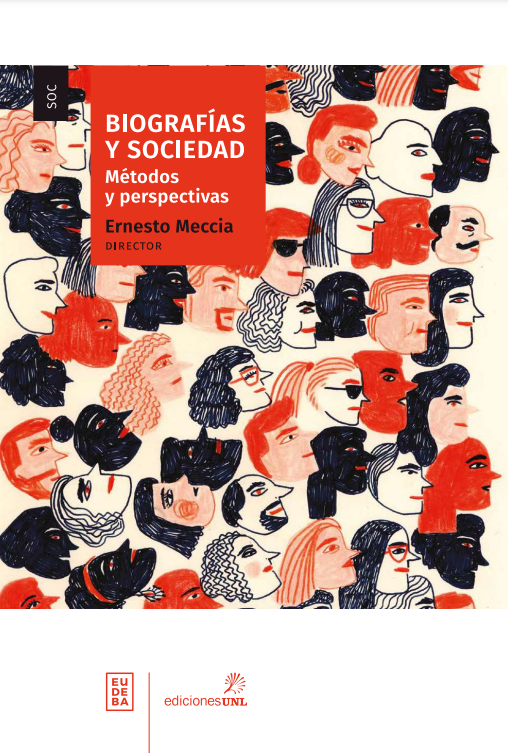 SOC
BIOGRAFÍAS
Y SOCIEDAD
Métodos
y perspectivas
Ernesto Meccia
DIRECTOR
EU
DE
BA
edicionesUNL